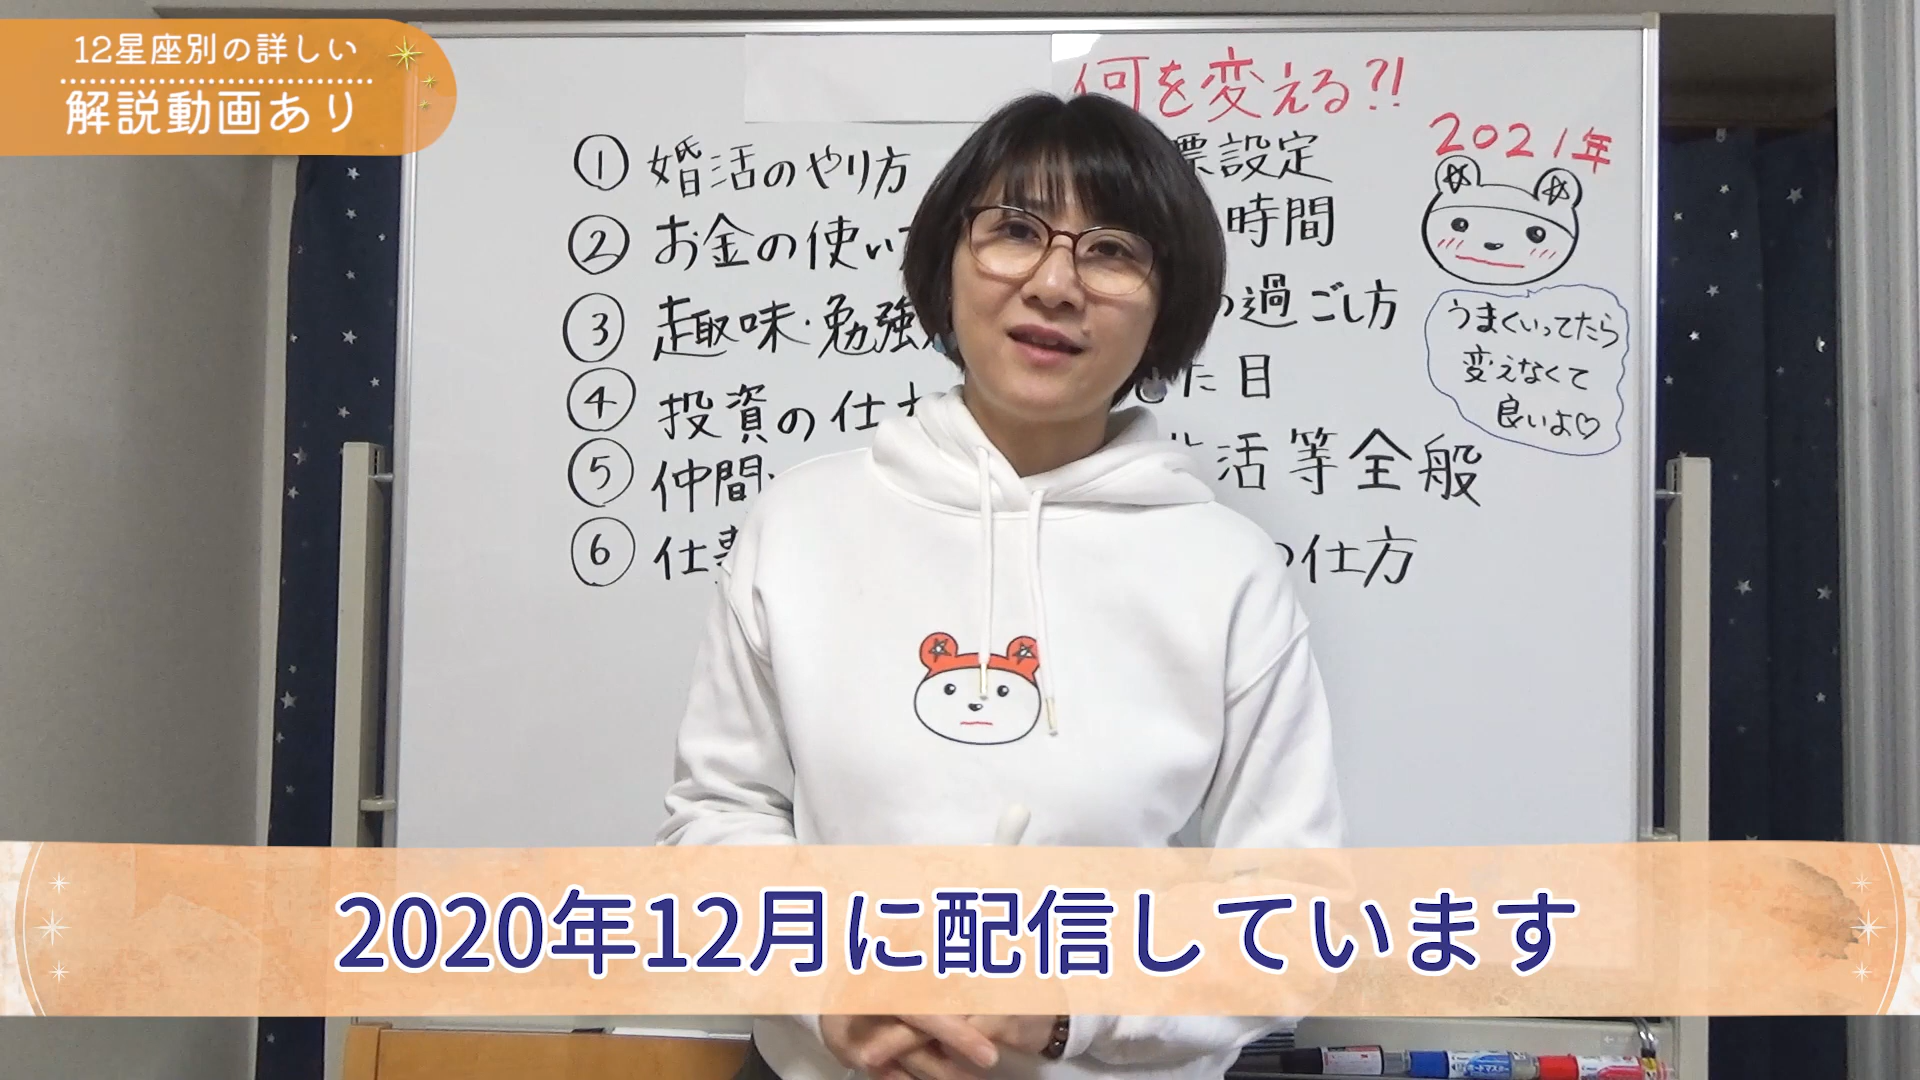 12星座別の詳しい
解説動画あり
何を変える?!
2021年
① 婚活のやり方
② お金の使い
③ 趣味・勉強
④ 投資の仕
⑤ 仲間
⑥ 仕事
標設定
時間
過ごし方
た目
活等全般
の仕方
うまくいってたら
変えなくて
良いよ♡
2020年12月に配信しています